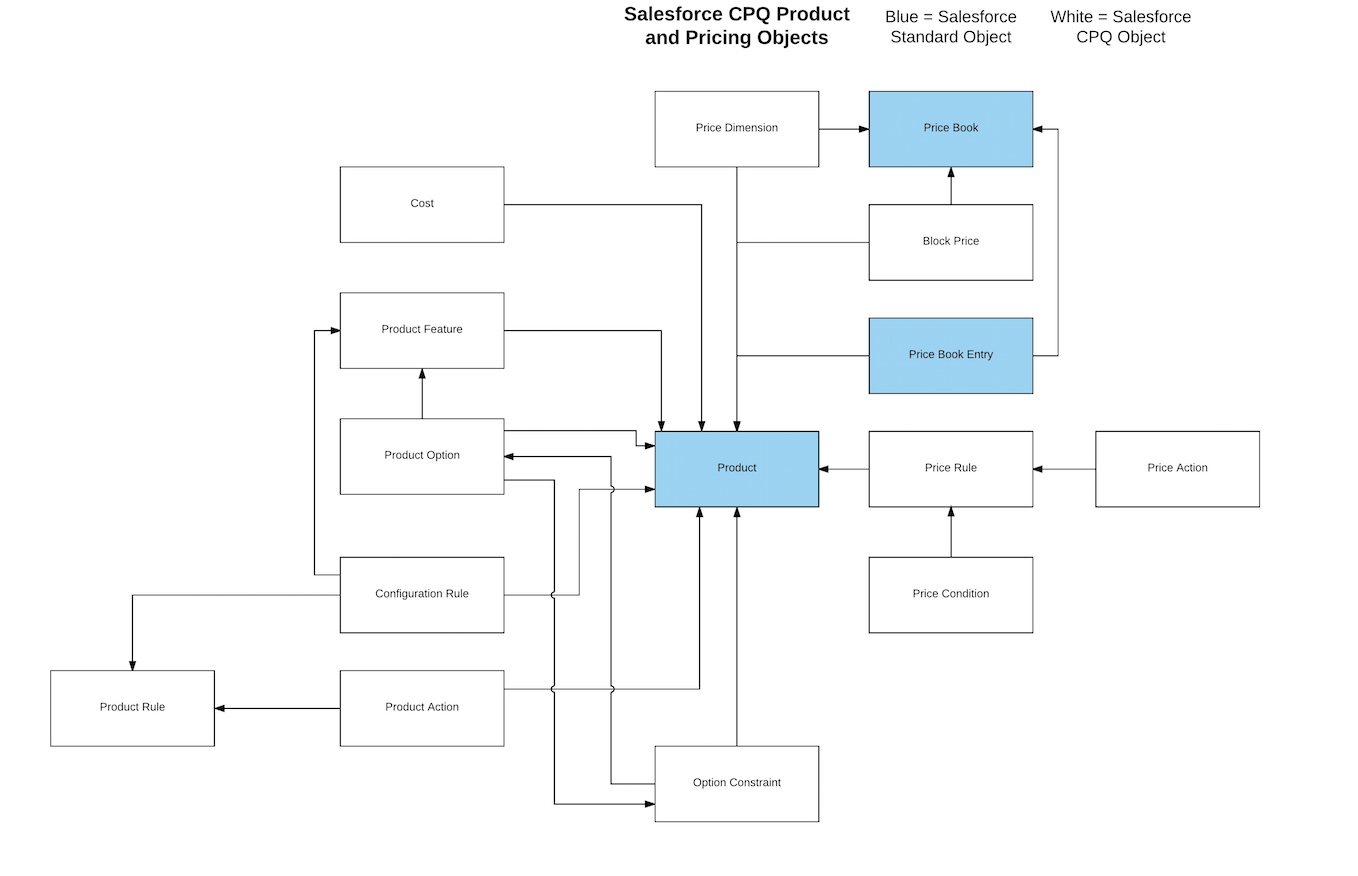 Salesforce CPQ Product
and Pricing Objects
Blue = Salesforce
Standard Object
White = Salesforce
CPQ Object
Price Dimension
Price Book
Cost
Block Price
Product Feature
Price Book Entry
Product Option
Product
Price Rule
Price Action
Configuration Rule
Price Condition
Product Rule
Product Action
Option Constraint